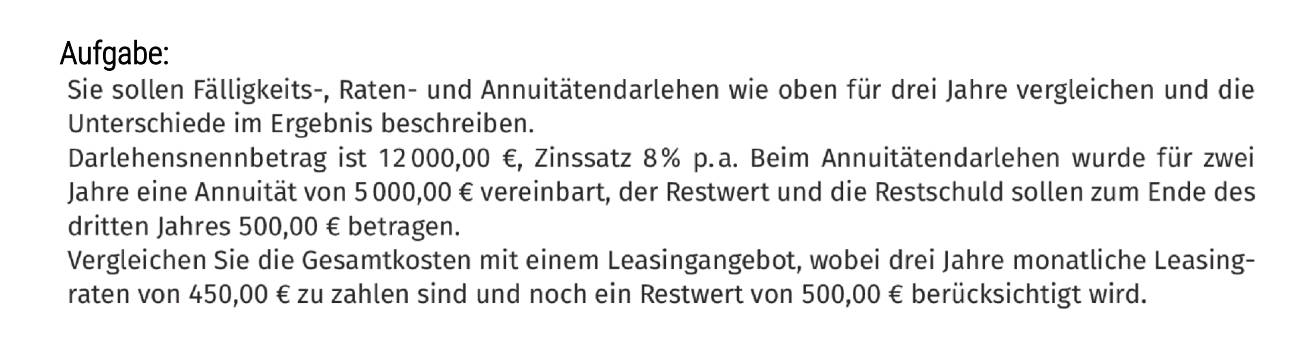 Aufgabe:
Sie sollen Fälligkeits-, Raten- und Annuitätendarlehen wie oben für drei Jahre vergleichen und die
Unterschiede im Ergebnis beschreiben.
Darlehensnennbetrag ist 12 000,00 €, Zinssatz 8 % p. a. Beim Annuitätendarlehen wurde für zwei
Jahre eine Annuität von 5 000,00 € vereinbart, der Restwert und die Restschuld sollen zum Ende des
dritten Jahres 500,00 € betragen.
Vergleichen Sie die Gesamtkosten mit einem Leasingangebot, wobei drei Jahre monatliche Leasing-
raten von 450,00 € zu zahlen sind und noch ein Restwert von 500,00 € berücksichtigt wird.